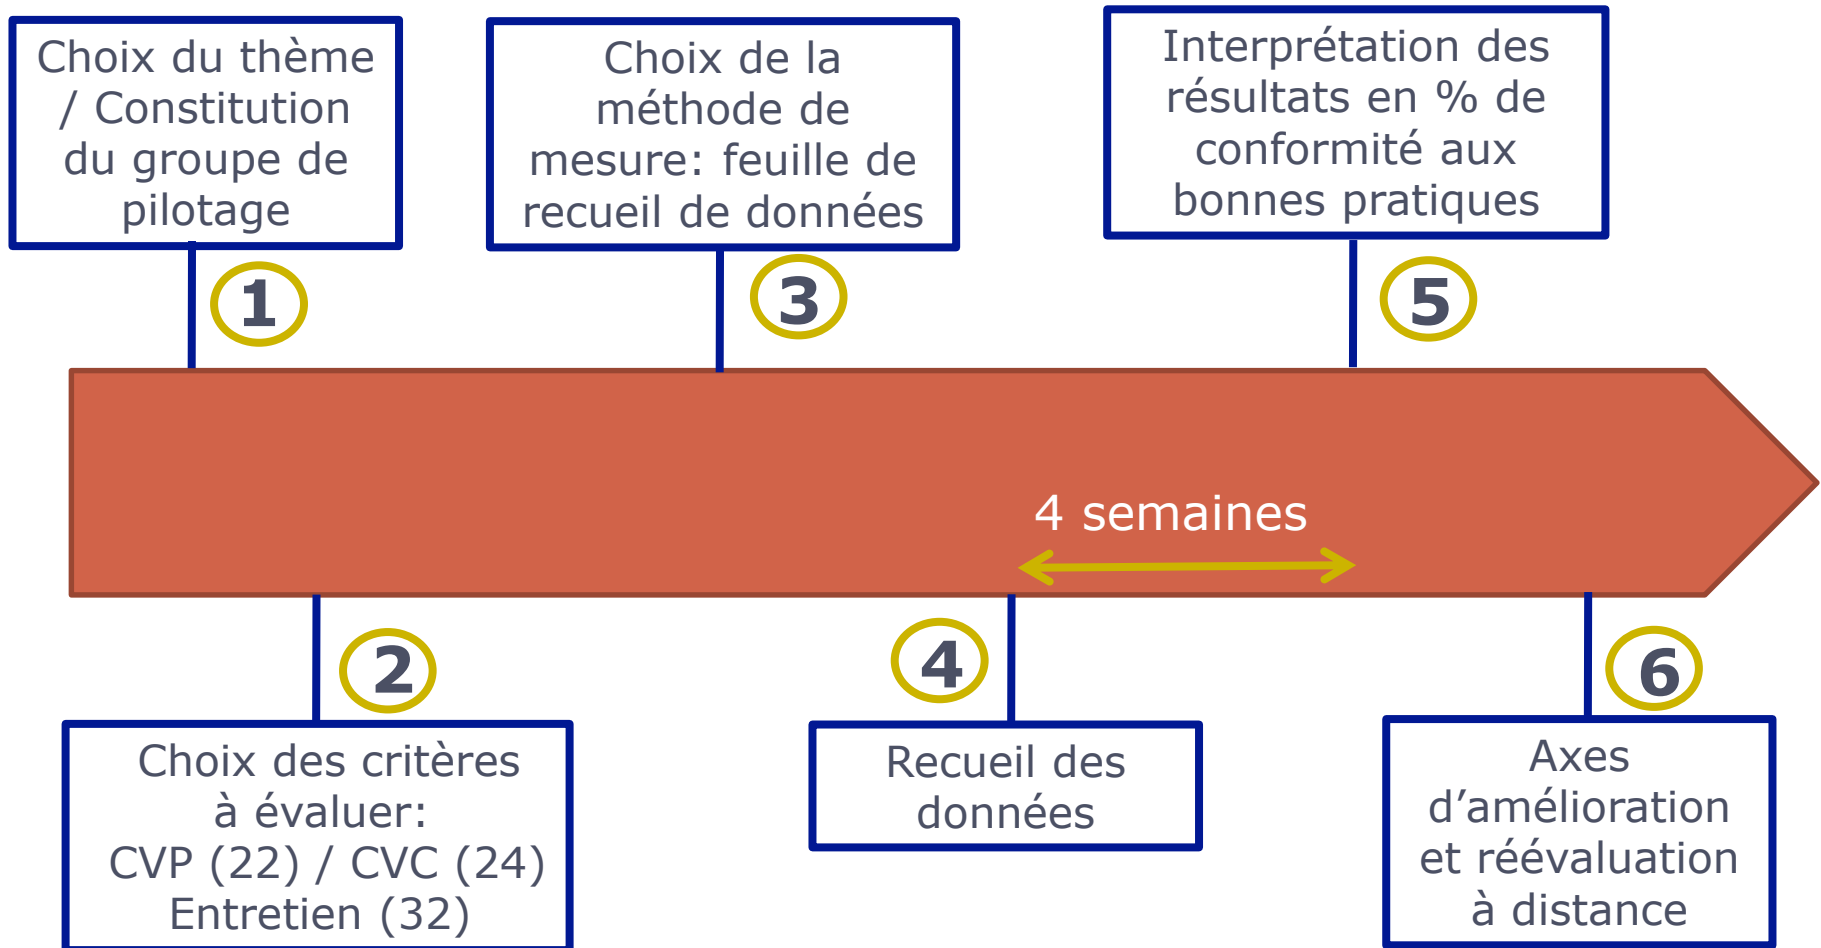 Choix du thème
/ Constitution
du groupe de
pilotage
1
Choix de la
méthode de
mesure: feuille de
recueil de données
3
Interprétation des
résultats en % de
conformité aux
bonnes pratiques
5
4 semaines
2
Choix des critères
à évaluer:
CVP (22) / CVC (24)
Entretien (32)
4
Recueil des
données
6
Axes
d’amélioration
et réévaluation
à distance